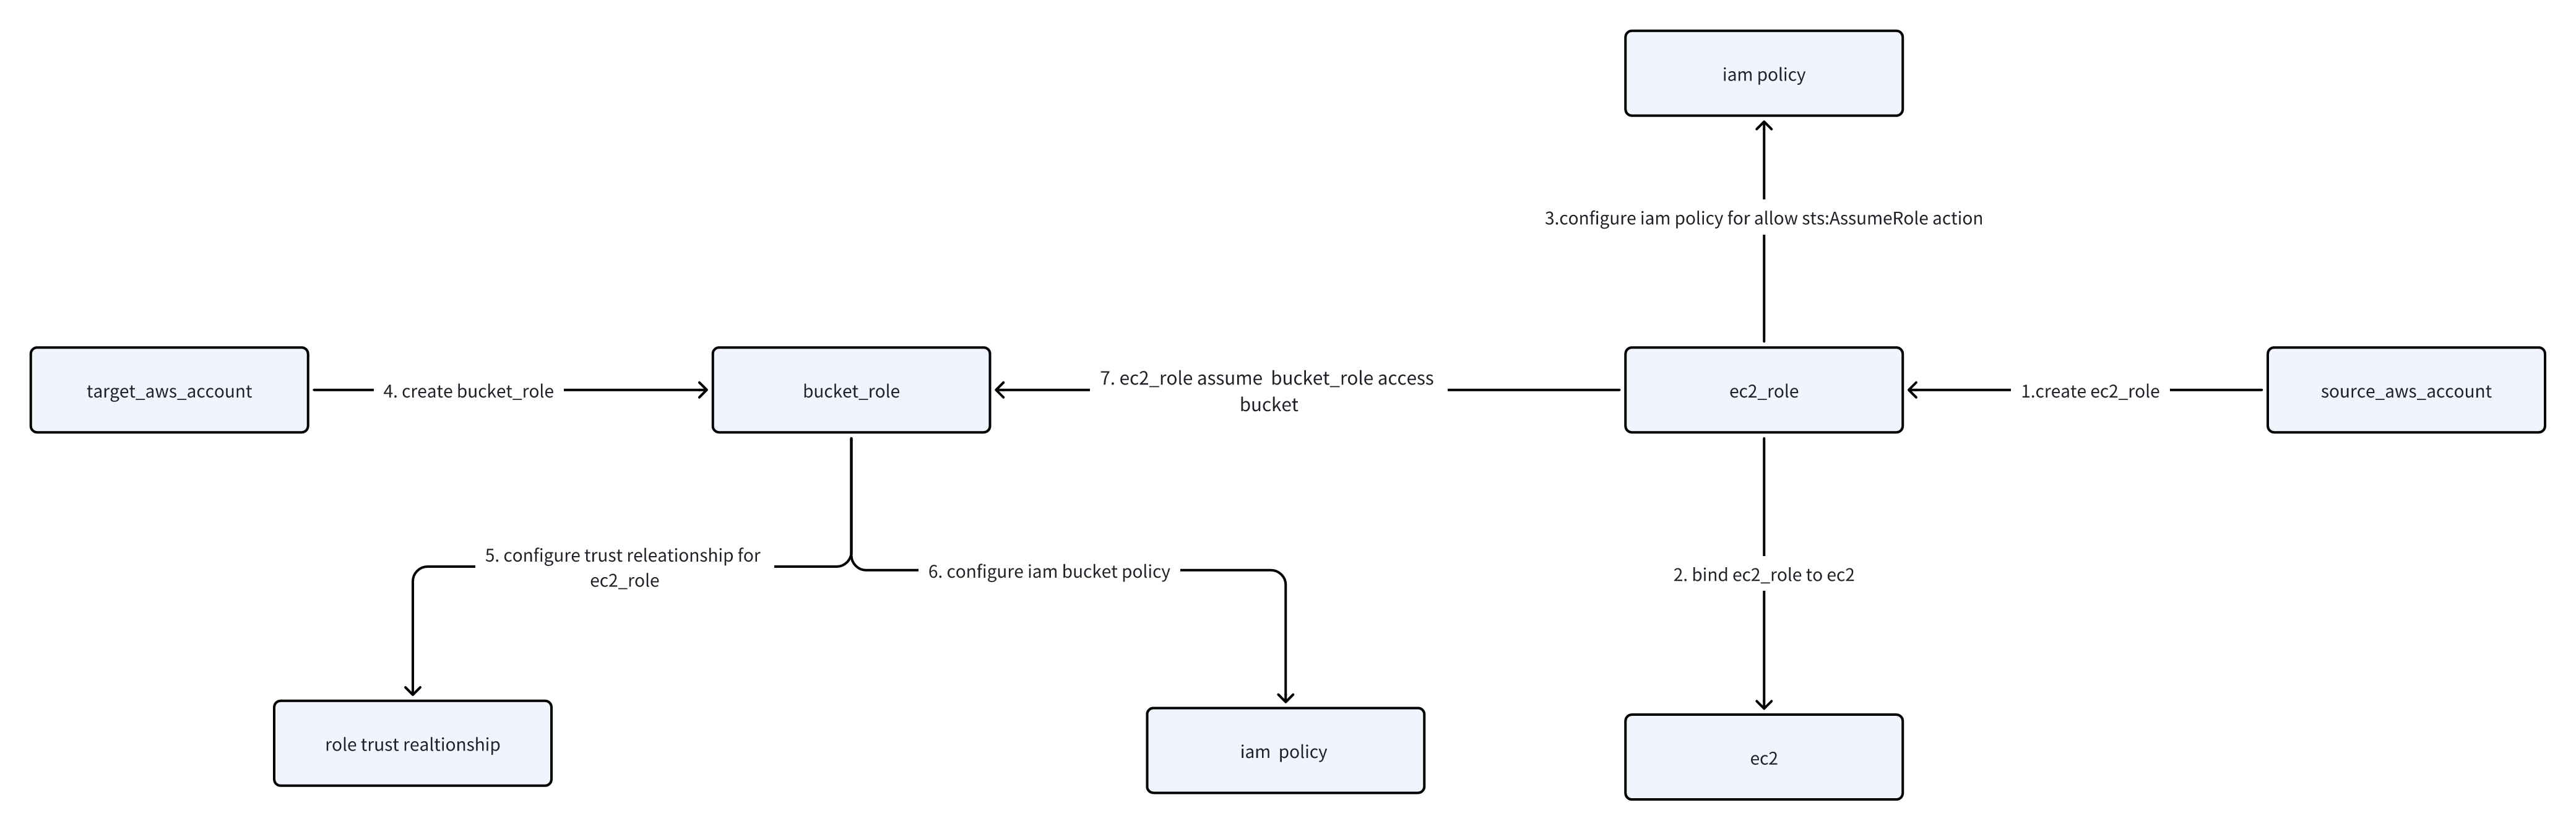 iam policy
3.configure iam policy for allow sts:AssumeRole action
target_aws_account
4. create bucket_role
bucket_role
7. ec2_role assume  bucket_role access
bucket
ec2_role
1.create ec2_role
source_aws_account
5. configure trust releationship for
ec2_role
6. configure iam bucket policy
2. bind ec2_role to ec2
role trust realtionship
iam  policy
ec2